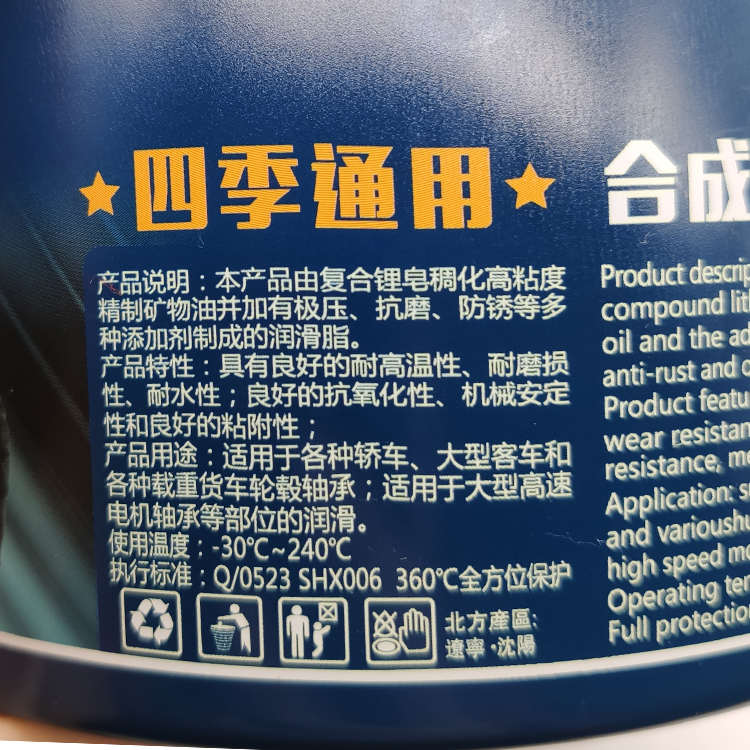 四季通用
合成
产品说明：本产品由复合锂皂稠化高粘度
精制矿物油并加有极压、抗磨、防锈等多
种添加剂制成的润滑脂。
产品特性：具有良好的耐高温性、耐磨损
性、耐水性；良好的抗氧化性、机械安定
性和良好的粘附性；
产品用途：适用于各种轿车、大型客车和
各种载重货车轮毂轴承；适用于大型高速
电机轴承等部位的润滑。
使用温度：-30℃~240℃
执行标准：Q/0523 SHX006 360℃全方位保护
北方産區:
遼寧·沈陽
Product descrip
compound lit
oil and the ad
anti-rust and
Product featu
wear resistan
resistance, me
Application: s
and various
high speed mo
Operating te
Full protectio